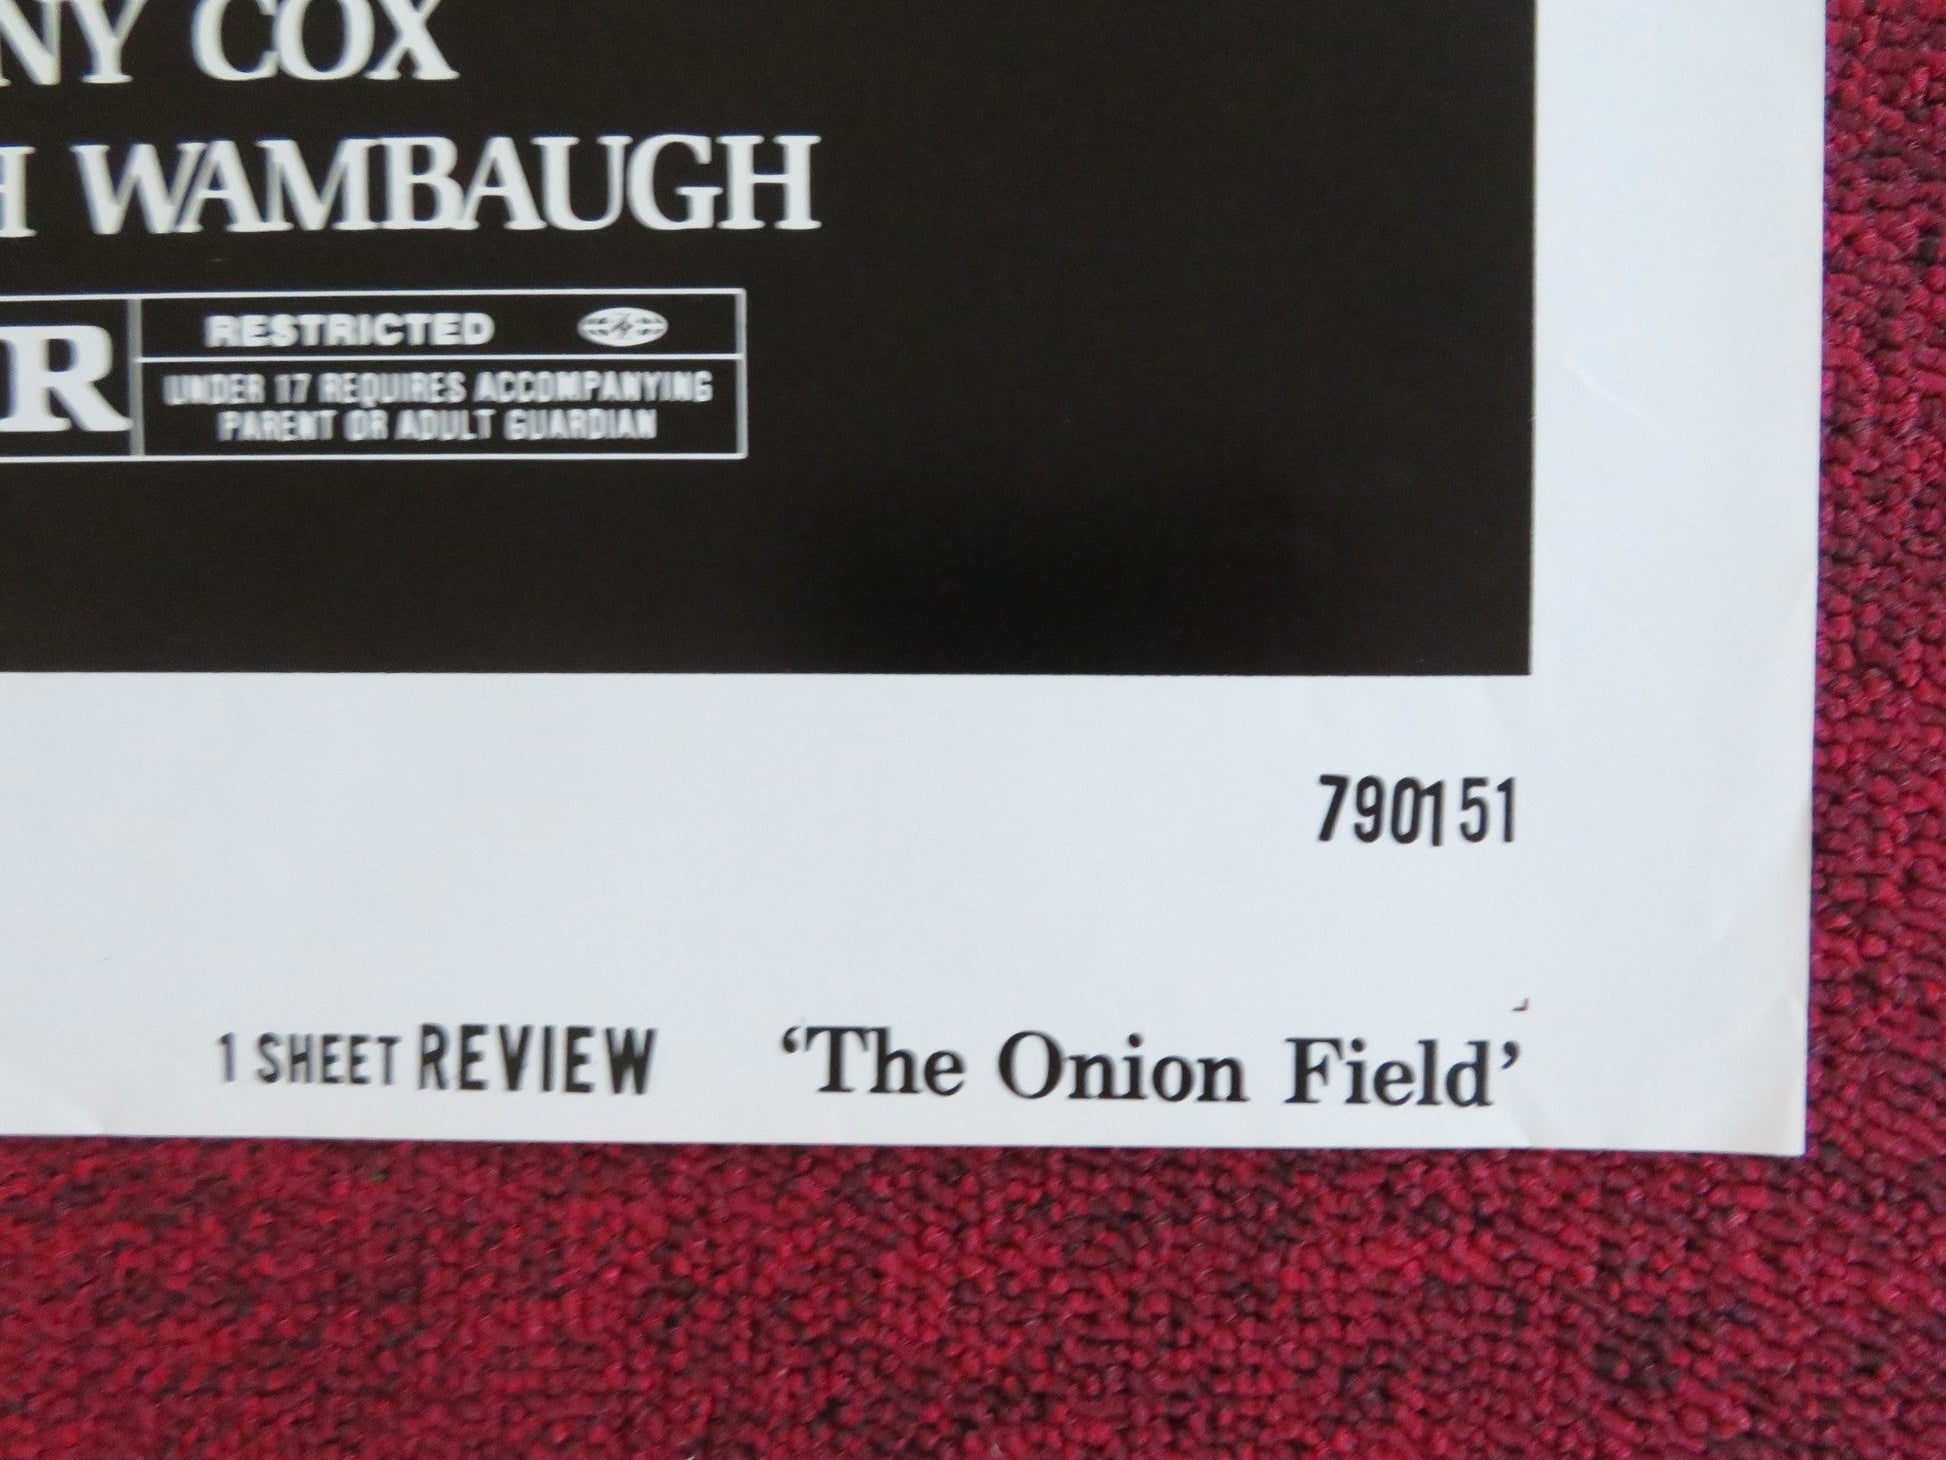 NY COX
H WAMBAUGH
R RESTRICTED
UNDER 17 REQUIRES ACCOMPANYING
PARENT OR ADULT GUARDIAN
790151
1 SHEET REVIEW 'The Onion Field'